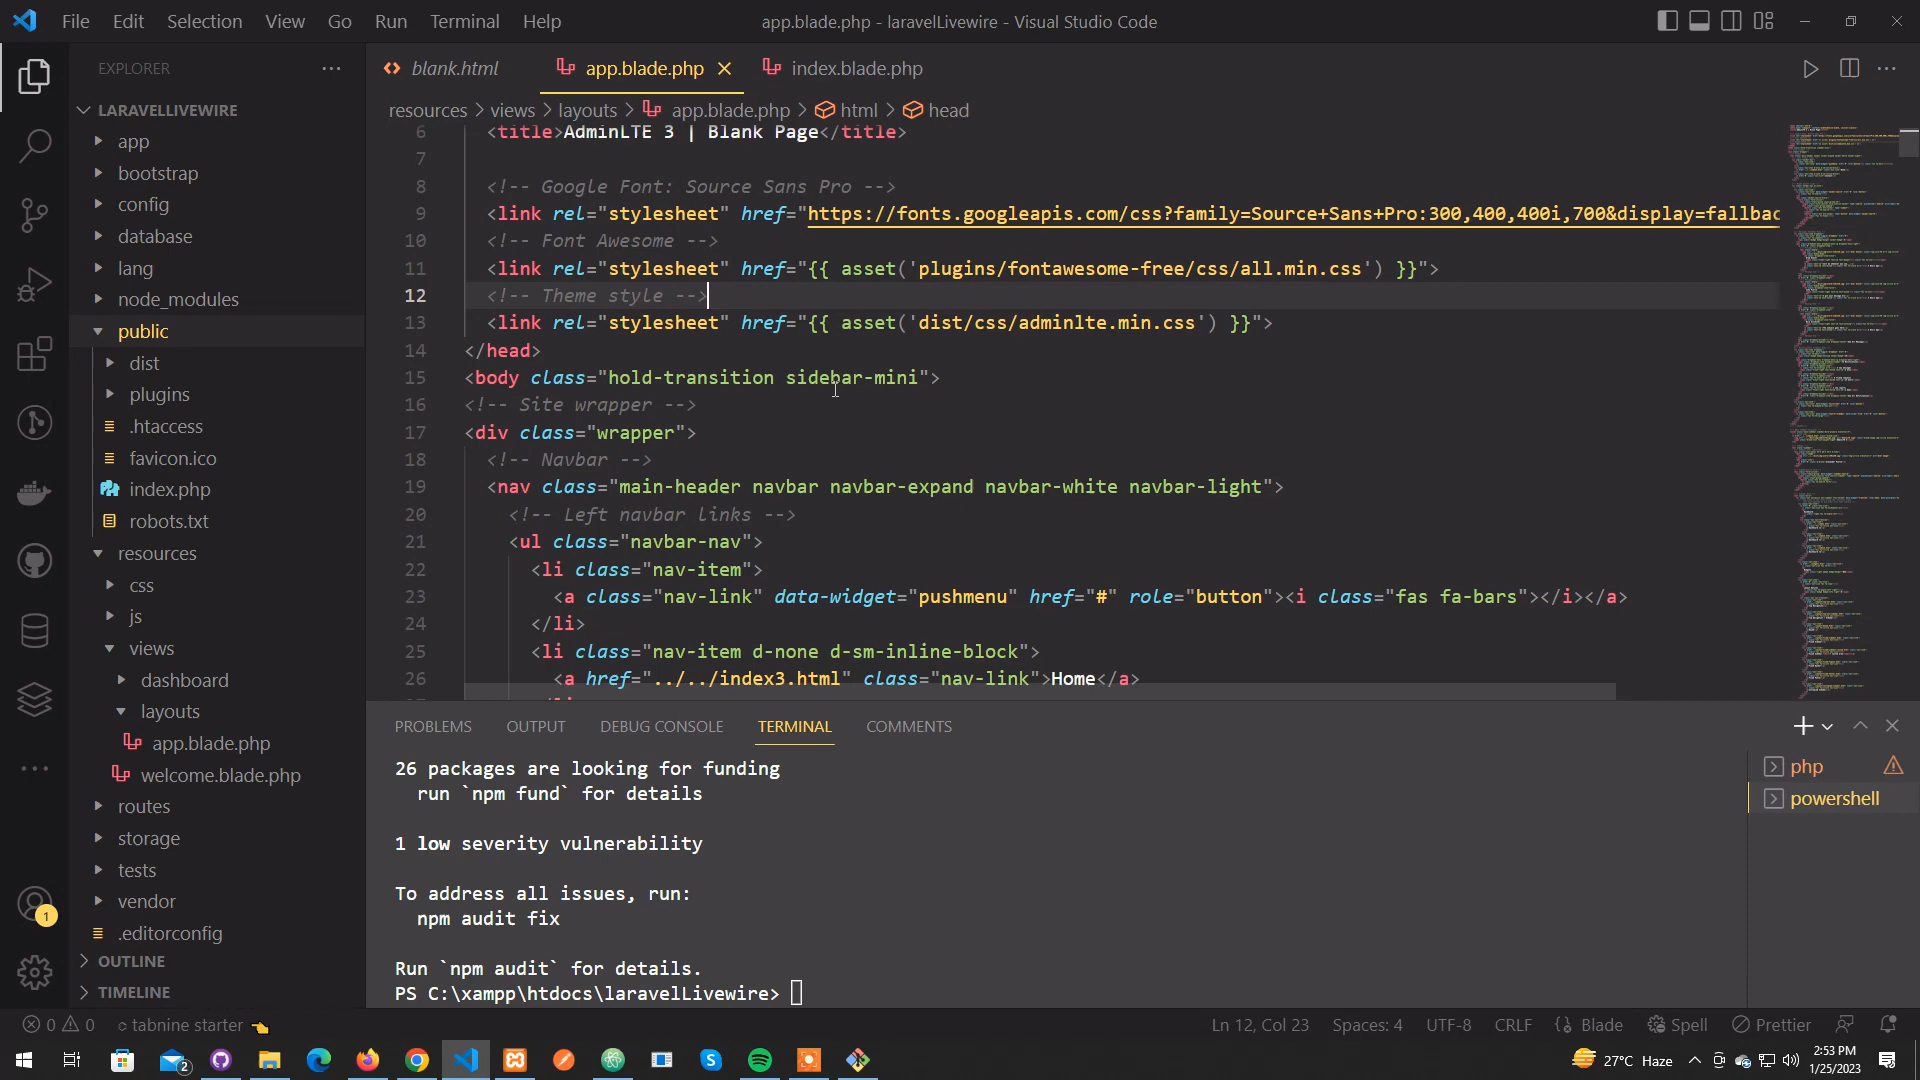 File Edit Selection View Go Run Terminal Help
app.blade.php - laravelLivewire - Visual Studio Code
EXPLORER
LARAVELLIVEWIRE
app
bootstrap
config
database
lang
node_modules
public
dist
plugins
.htaccess
favicon.ico
index.php
robots.txt
resources
css
js
views
dashboard
layouts
app.blade.php
welcome.blade.php
routes
storage
tests
vendor
.editorconfig
OUTLINE
TIMELINE
1
blank.html
app.blade.php
index.blade.php
resources > views > layouts > app.blade.php > html > head
6 <title>AdminLTE 3 | Blank Page</title>
7
8 <!-- Google Font: Source Sans Pro -->
9 <link rel="stylesheet" href="https://fonts.googleapis.com/css?family=Source+Sans+Pro:300,400,400i,700&display=fallbac
10 <!-- Font Awesome -->
11 <link rel="stylesheet" href="{{ asset('plugins/fontawesome-free/css/all.min.css') }}">
12 <!-- Theme style -->
13 <link rel="stylesheet" href="{{ asset('dist/css/adminlte.min.css') }}">
14 </head>
15 <body class="hold-transition sidebar-mini">
16 <!-- Site wrapper -->
17 <div class="wrapper">
18 <!-- Navbar -->
19 <nav class="main-header navbar navbar-expand navbar-white navbar-light">
20 <!-- Left navbar links -->
21 <ul class="navbar-nav">
22 <li class="nav-item">
23 <a class="nav-link" data-widget="pushmenu" href="#" role="button"><i class="fas fa-bars"></i></a>
24 </li>
25 <li class="nav-item d-none d-sm-inline-block">
26 <a href="../../index3.html" class="nav-link">Home</a>
PROBLEMS OUTPUT DEBUG CONSOLE TERMINAL COMMENTS
26 packages are looking for funding
run `npm fund` for details
1 low severity vulnerability
To address all issues, run:
npm audit fix
Run `npm audit` for details.
PS C:\xampp\htdocs\laravelLivewire>
php
powershell
0 0 tabnine starter
Ln 12, Col 23 Spaces: 4 UTF-8 CRLF Blade Spell Prettier
2
27°C Haze
2:53 PM
1/25/2023